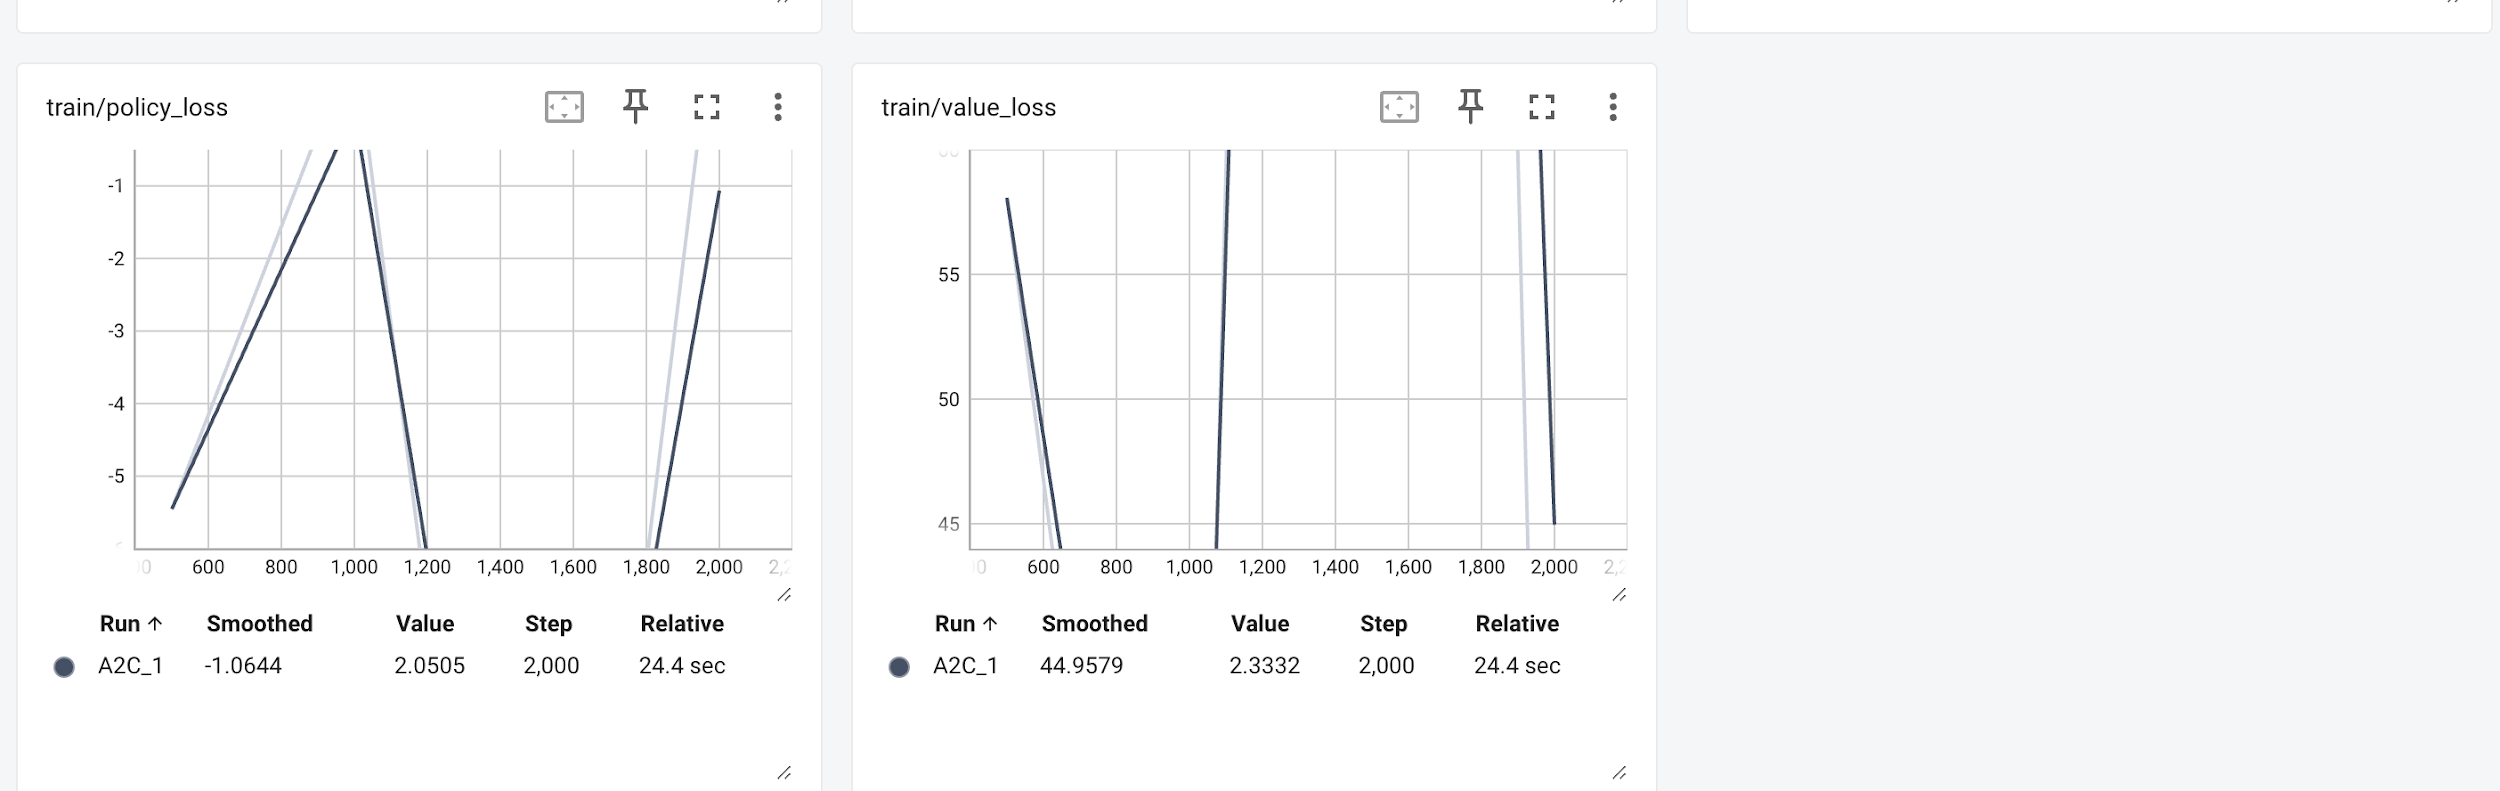 train/policy_loss
-1
-2
-3
-4
-5
600 800 1,000 1,200 1,400 1,600 1,800 2,000
Run ↑ Smoothed Value Step Relative
A2C_1 -1.0644 2.0505 2,000 24.4 sec
train/value_loss
55
50
45
600 800 1,000 1,200 1,400 1,600 1,800 2,000
Run ↑ Smoothed Value Step Relative
A2C_1 44.9579 2.3332 2,000 24.4 sec